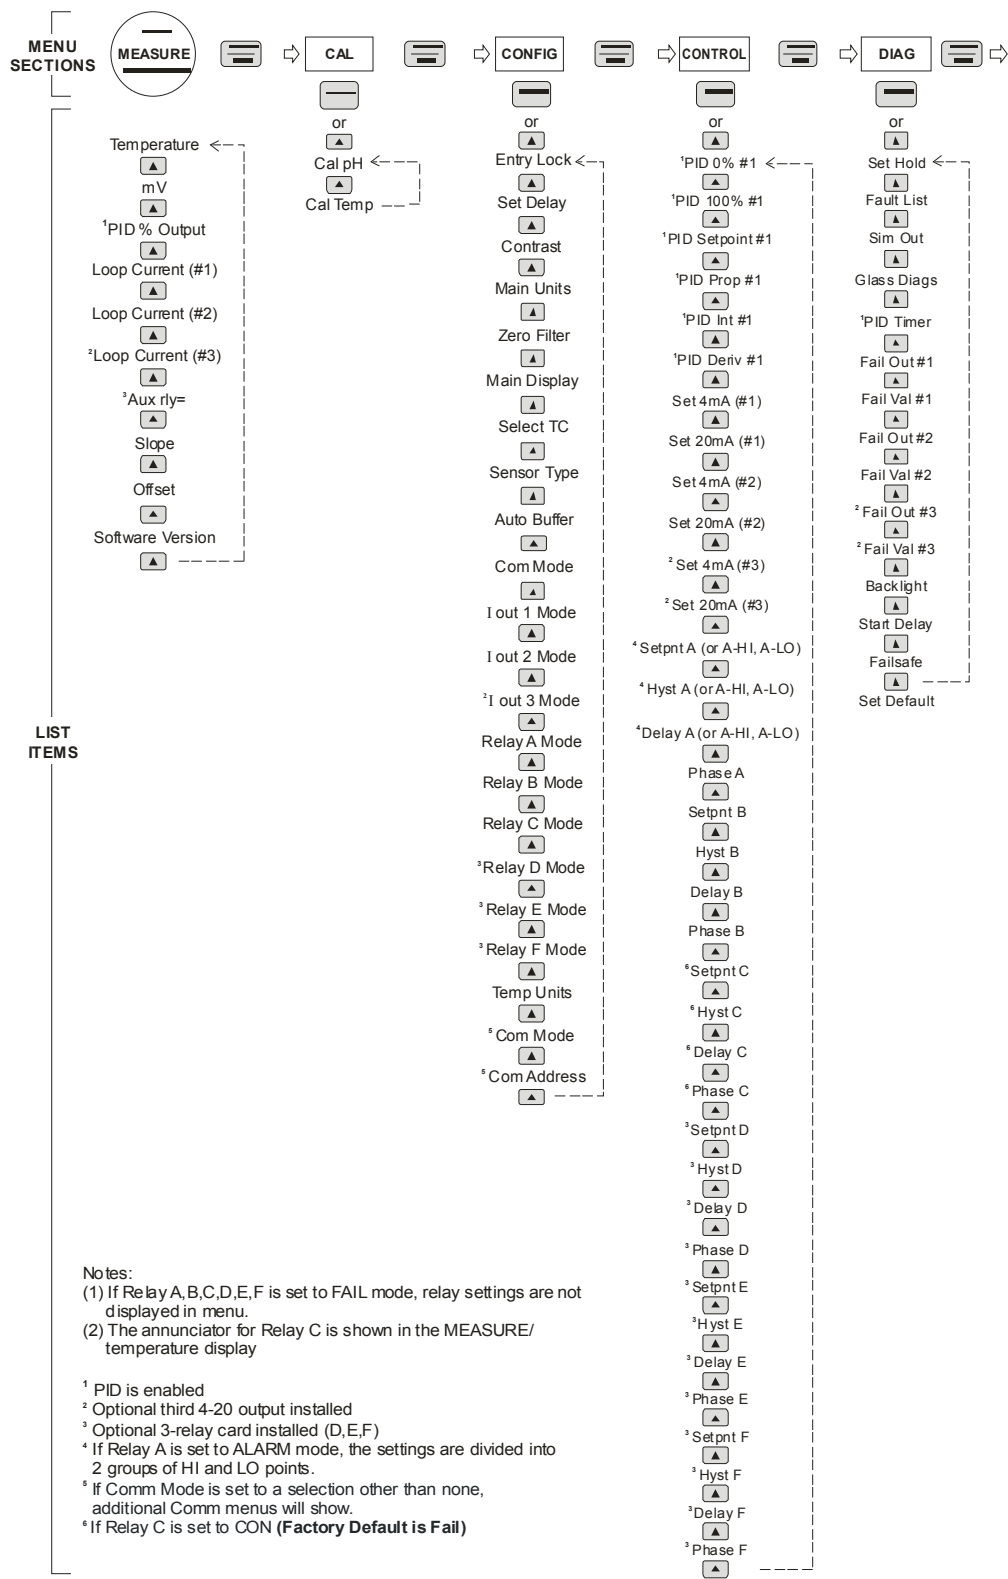 MENU
SECTIONS
MEASURE
CAL
CONFIG
CONTROL
DIAG
LIST
ITEMS
Temperature
mV
¹PID % Output
Loop Current (#1)
Loop Current (#2)
²Loop Current (#3)
³Aux rly=
Slope
Offset
Software Version
or
Cal pH
Cal Temp
or
Entry Lock
Set Delay
Contrast
Main Units
Zero Filter
Main Display
Select TC
Sensor Type
Auto Buffer
Com Mode
I out 1 Mode
I out 2 Mode
²I out 3 Mode
Relay A Mode
Relay B Mode
Relay C Mode
³Relay D Mode
³Relay E Mode
³Relay F Mode
Temp Units
⁵Com Mode
⁵Com Address
or
¹PID 0% #1
¹PID 100% #1
¹PID Setpoint #1
¹PID Prop #1
¹PID Int #1
¹PID Deriv #1
Set 4mA (#1)
Set 20mA (#1)
Set 4mA (#2)
Set 20mA (#2)
²Set 4mA (#3)
²Set 20mA (#3)
⁴Setpnt A (or A-HI, A-LO)
⁴Hyst A (or A-HI, A-LO)
⁴Delay A (or A-HI, A-LO)
Phase A
Setpnt B
Hyst B
Delay B
Phase B
⁶Setpnt C
⁶Hyst C
⁶Delay C
⁶Phase C
³Setpnt D
³Hyst D
³Delay D
³Phase D
³Setpnt E
³Hyst E
³Delay E
³Phase E
³Setpnt F
³Hyst F
³Delay F
³Phase F
or
Set Hold
Fault List
Sim Out
Glass Diags
¹PID Timer
Fail Out #1
Fail Val #1
Fail Out #2
Fail Val #2
²Fail Out #3
²Fail Val #3
Backlight
Start Delay
Failsafe
Set Default
Notes:
(1) If Relay A,B,C,D,E,F is set to FAIL mode, relay settings are not
displayed in menu.
(2) The annunciator for Relay C is shown in the MEASURE/
temperature display
¹ PID is enabled
² Optional third 4-20 output installed
³ Optional 3-relay card installed (D,E,F)
⁴ If Relay A is set to ALARM mode, the settings are divided into
2 groups of HI and LO points.
⁵ If Comm Mode is set to a selection other than none,
additional Comm menus will show.
⁶ If Relay C is set to CON (Factory Default is Fail)